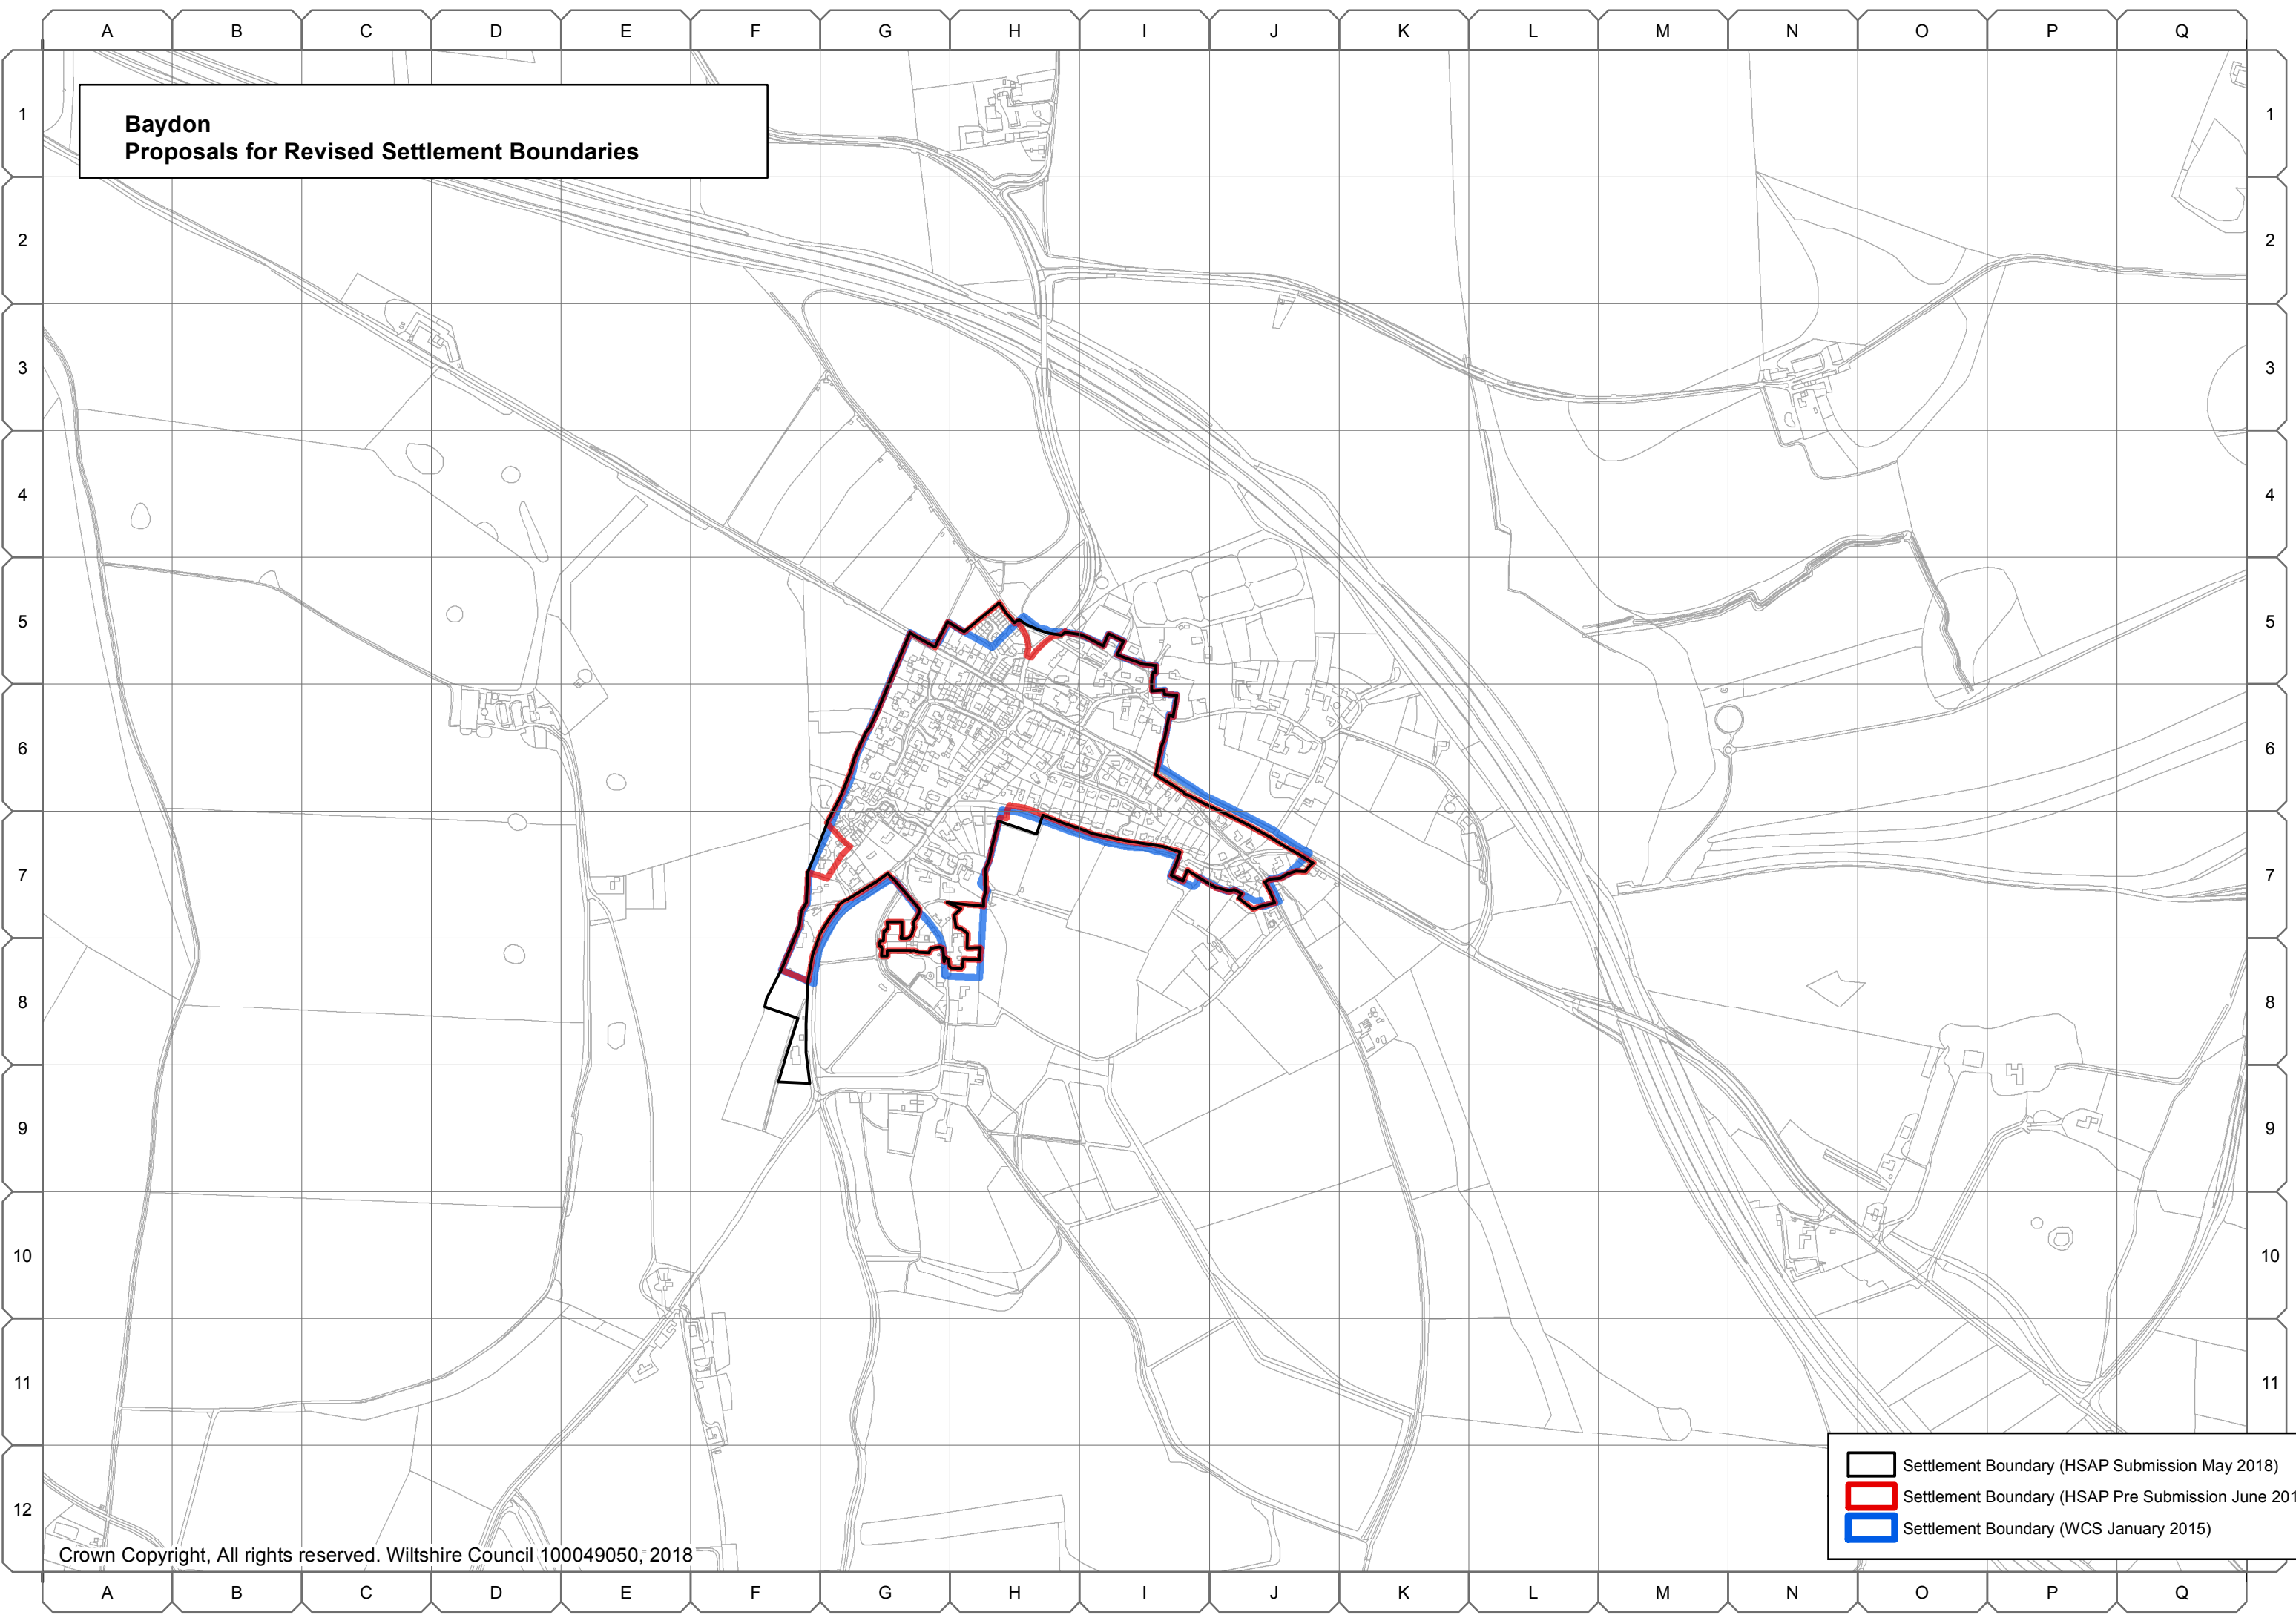 A B C D E F G H I J K L M N O P Q
Baydon
Proposals for Revised Settlement Boundaries
1 1
2 2
3 3
4 4
5 5
6 6
7 7
8 8
9 9
10 10
11 11
12 12
Settlement Boundary (HSAP Submission May 2018)
Settlement Boundary (HSAP Pre Submission June 201
Settlement Boundary (WCS January 2015)
Crown Copyright, All rights reserved. Wiltshire Council 100049050, 2018
A B C D E F G H I J K L M N O P Q